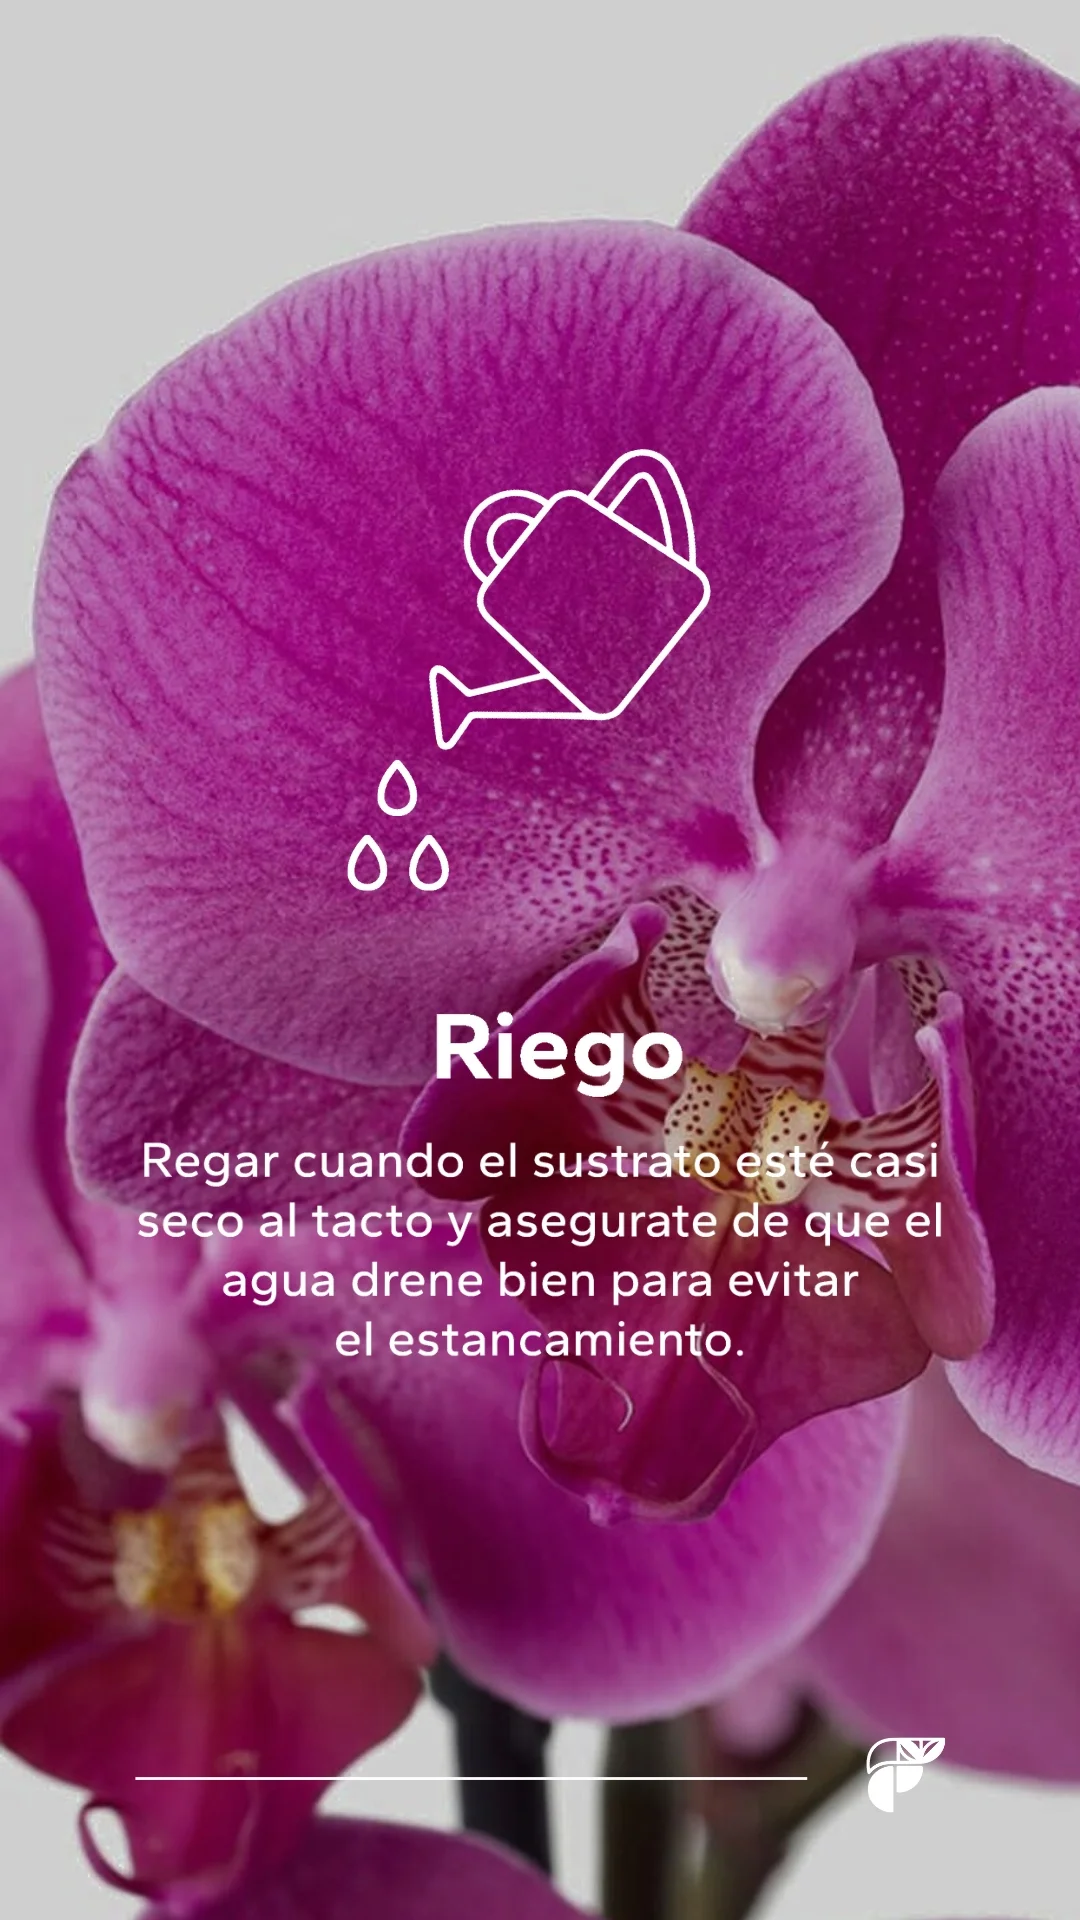 Riego
Regar cuando el sustrato esté casi
seco al tacto y asegurate de que el
agua drene bien para evitar
el estancamiento.